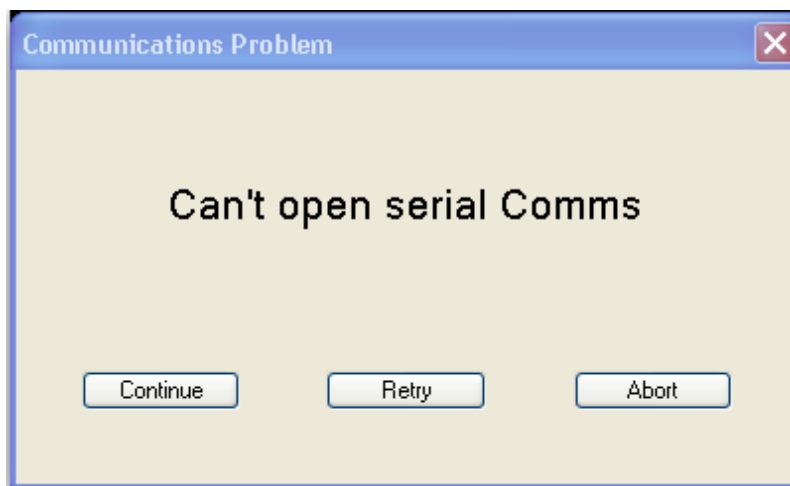 Communications Problem
Can't open serial Comms
Continue Retry Abort